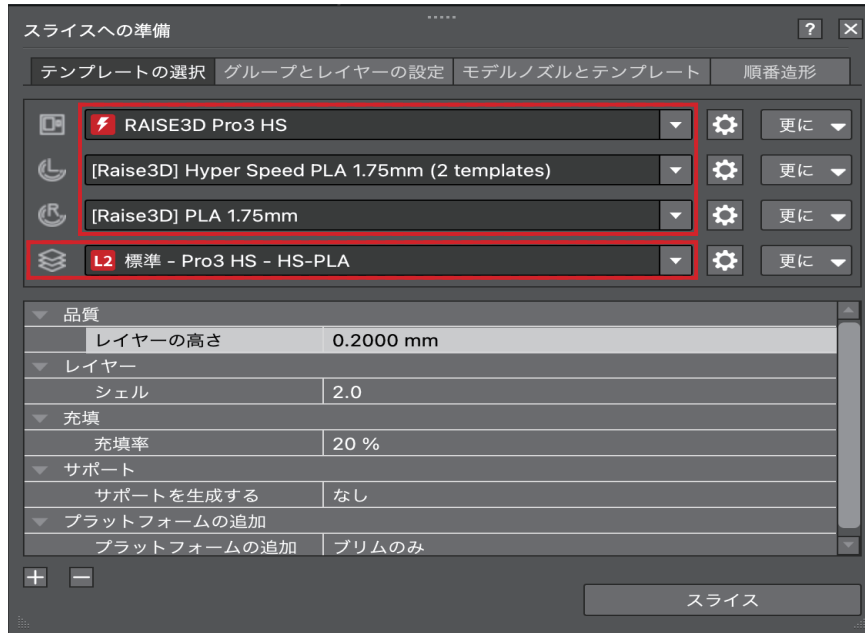 スライスへの準備
?
テンプレートの選択 グループとレイヤーの設定 モデルノズルとテンプレート 順番造形
RAISE3D Pro3 HS 更に
L [Raise3D] Hyper Speed PLA 1.75mm (2 templates) 更に
R [Raise3D] PLA 1.75mm 更に
L2 標準 - Pro3 HS - HS-PLA 更に
品質
レイヤーの高さ 0.2000 mm
レイヤー
シェル 2.0
充填
充填率 20 %
サポート
サポートを生成する なし
プラットフォームの追加
プラットフォームの追加 ブリムのみ
スライス